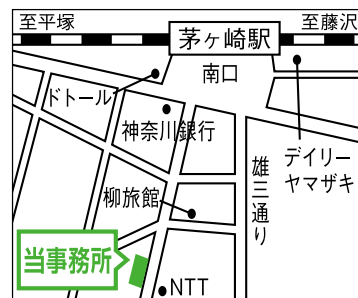 至平塚
至藤沢
茅ヶ崎駅
南口
ドトール
神奈川銀行
デイリー
ヤマザキ
雄三通り
柳旅館
当事務所
NTT